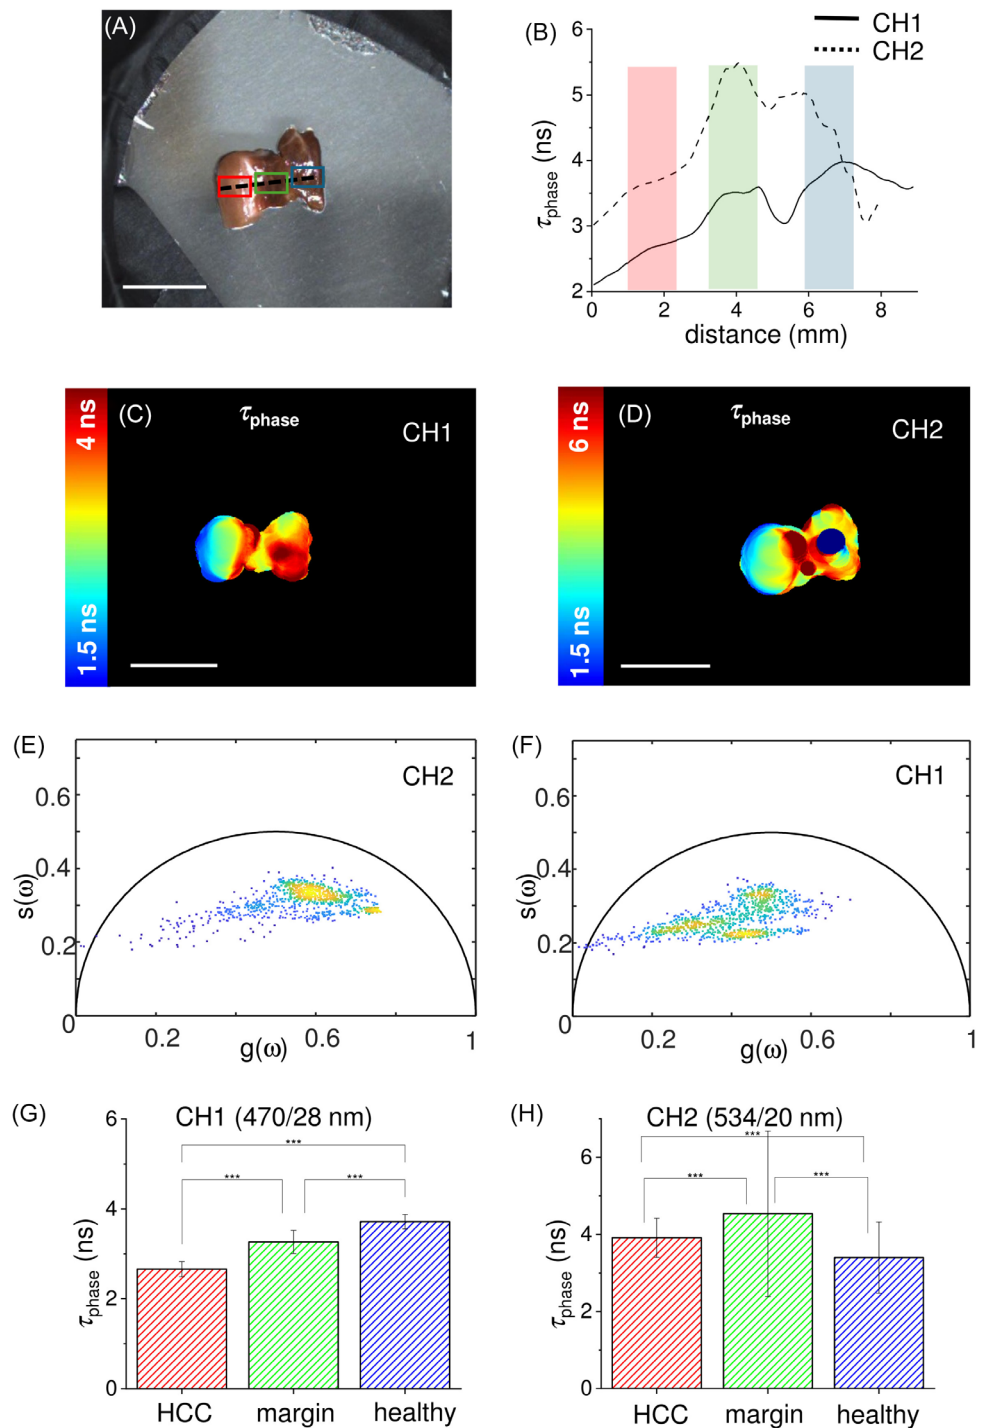 (A)
(B)
CH1
CH2
6
5
4
3
2
τphase (ns)
0 2 4 6 8
distance (mm)
(C)
τphase
CH1
4 ns
1.5 ns
(D)
τphase
CH2
6 ns
1.5 ns
(E)
CH2
0.6
0.4
0.2
0
s(ω)
0.2 0.6 1
g(ω)
(F)
CH1
0.6
0.4
0.2
0
s(ω)
0.2 0.6 1
g(ω)
(G)
CH1 (470/28 nm)
6
4
2
0
τphase (ns)
***
*** ***
HCC margin healthy
(H)
CH2 (534/20 nm)
6
4
2
0
τphase (ns)
***
*** ***
HCC margin healthy